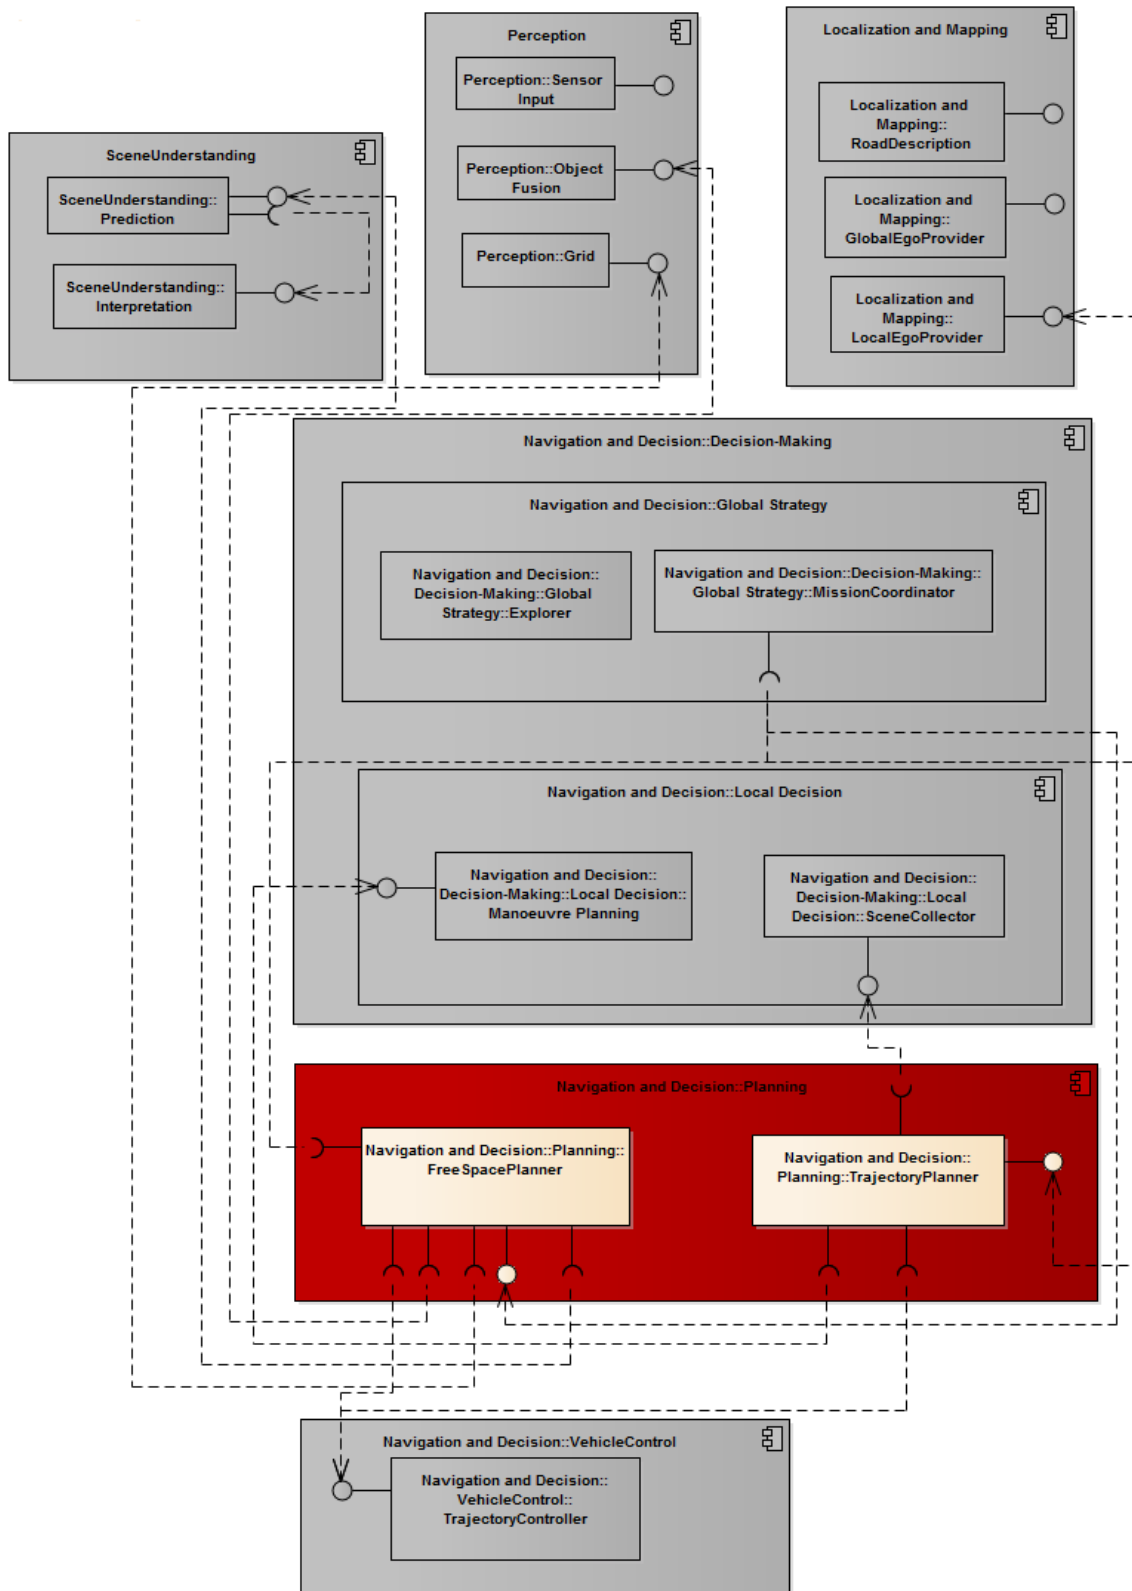 Perception
Perception::Sensor
Input
Perception::Object
Fusion
Perception::Grid
Localization and Mapping
Localization and
Mapping::
RoadDescription
Localization and
Mapping::
GlobalEgoProvider
Localization and
Mapping::
LocalEgoProvider
SceneUnderstanding
SceneUnderstanding::
Prediction
SceneUnderstanding::
Interpretation
Navigation and Decision::Decision-Making
Navigation and Decision::Global Strategy
Navigation and Decision::
Decision-Making::Global
Strategy::Explorer
Navigation and Decision::Decision-Making::
Global Strategy::MissionCoordinator
Navigation and Decision::Local Decision
Navigation and Decision::
Decision-Making::Local Decision::
Manoeuvre Planning
Navigation and Decision::
Decision-Making::Local
Decision::SceneCollector
Navigation and Decision::Planning
Navigation and Decision::Planning::
FreeSpacePlanner
Navigation and Decision::
Planning::TrajectoryPlanner
Navigation and Decision::VehicleControl
Navigation and Decision::
VehicleControl::
TrajectoryController